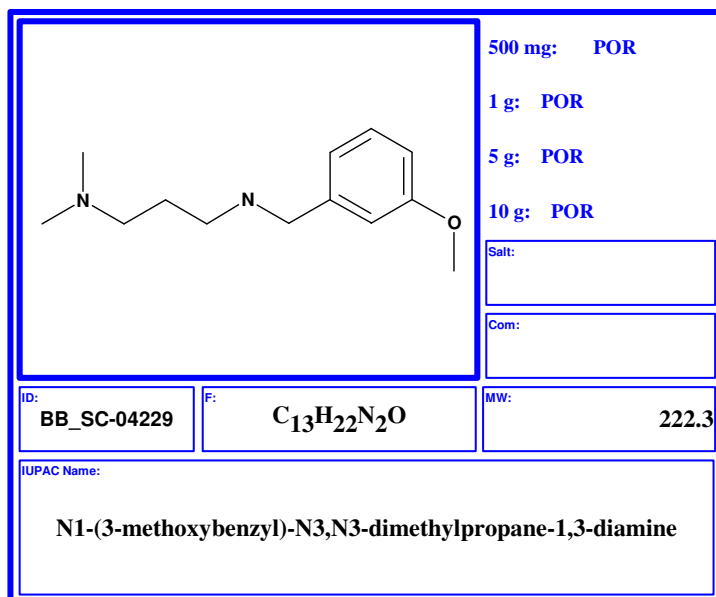 500 mg: POR
1 g: POR
5 g: POR
10 g: POR
N
N
O
Salt:
Com:
ID:
BB_SC-04229
F:
C13H22N2O
MW:
222.3
IUPAC Name:
N1-(3-methoxybenzyl)-N3,N3-dimethylpropane-1,3-diamine